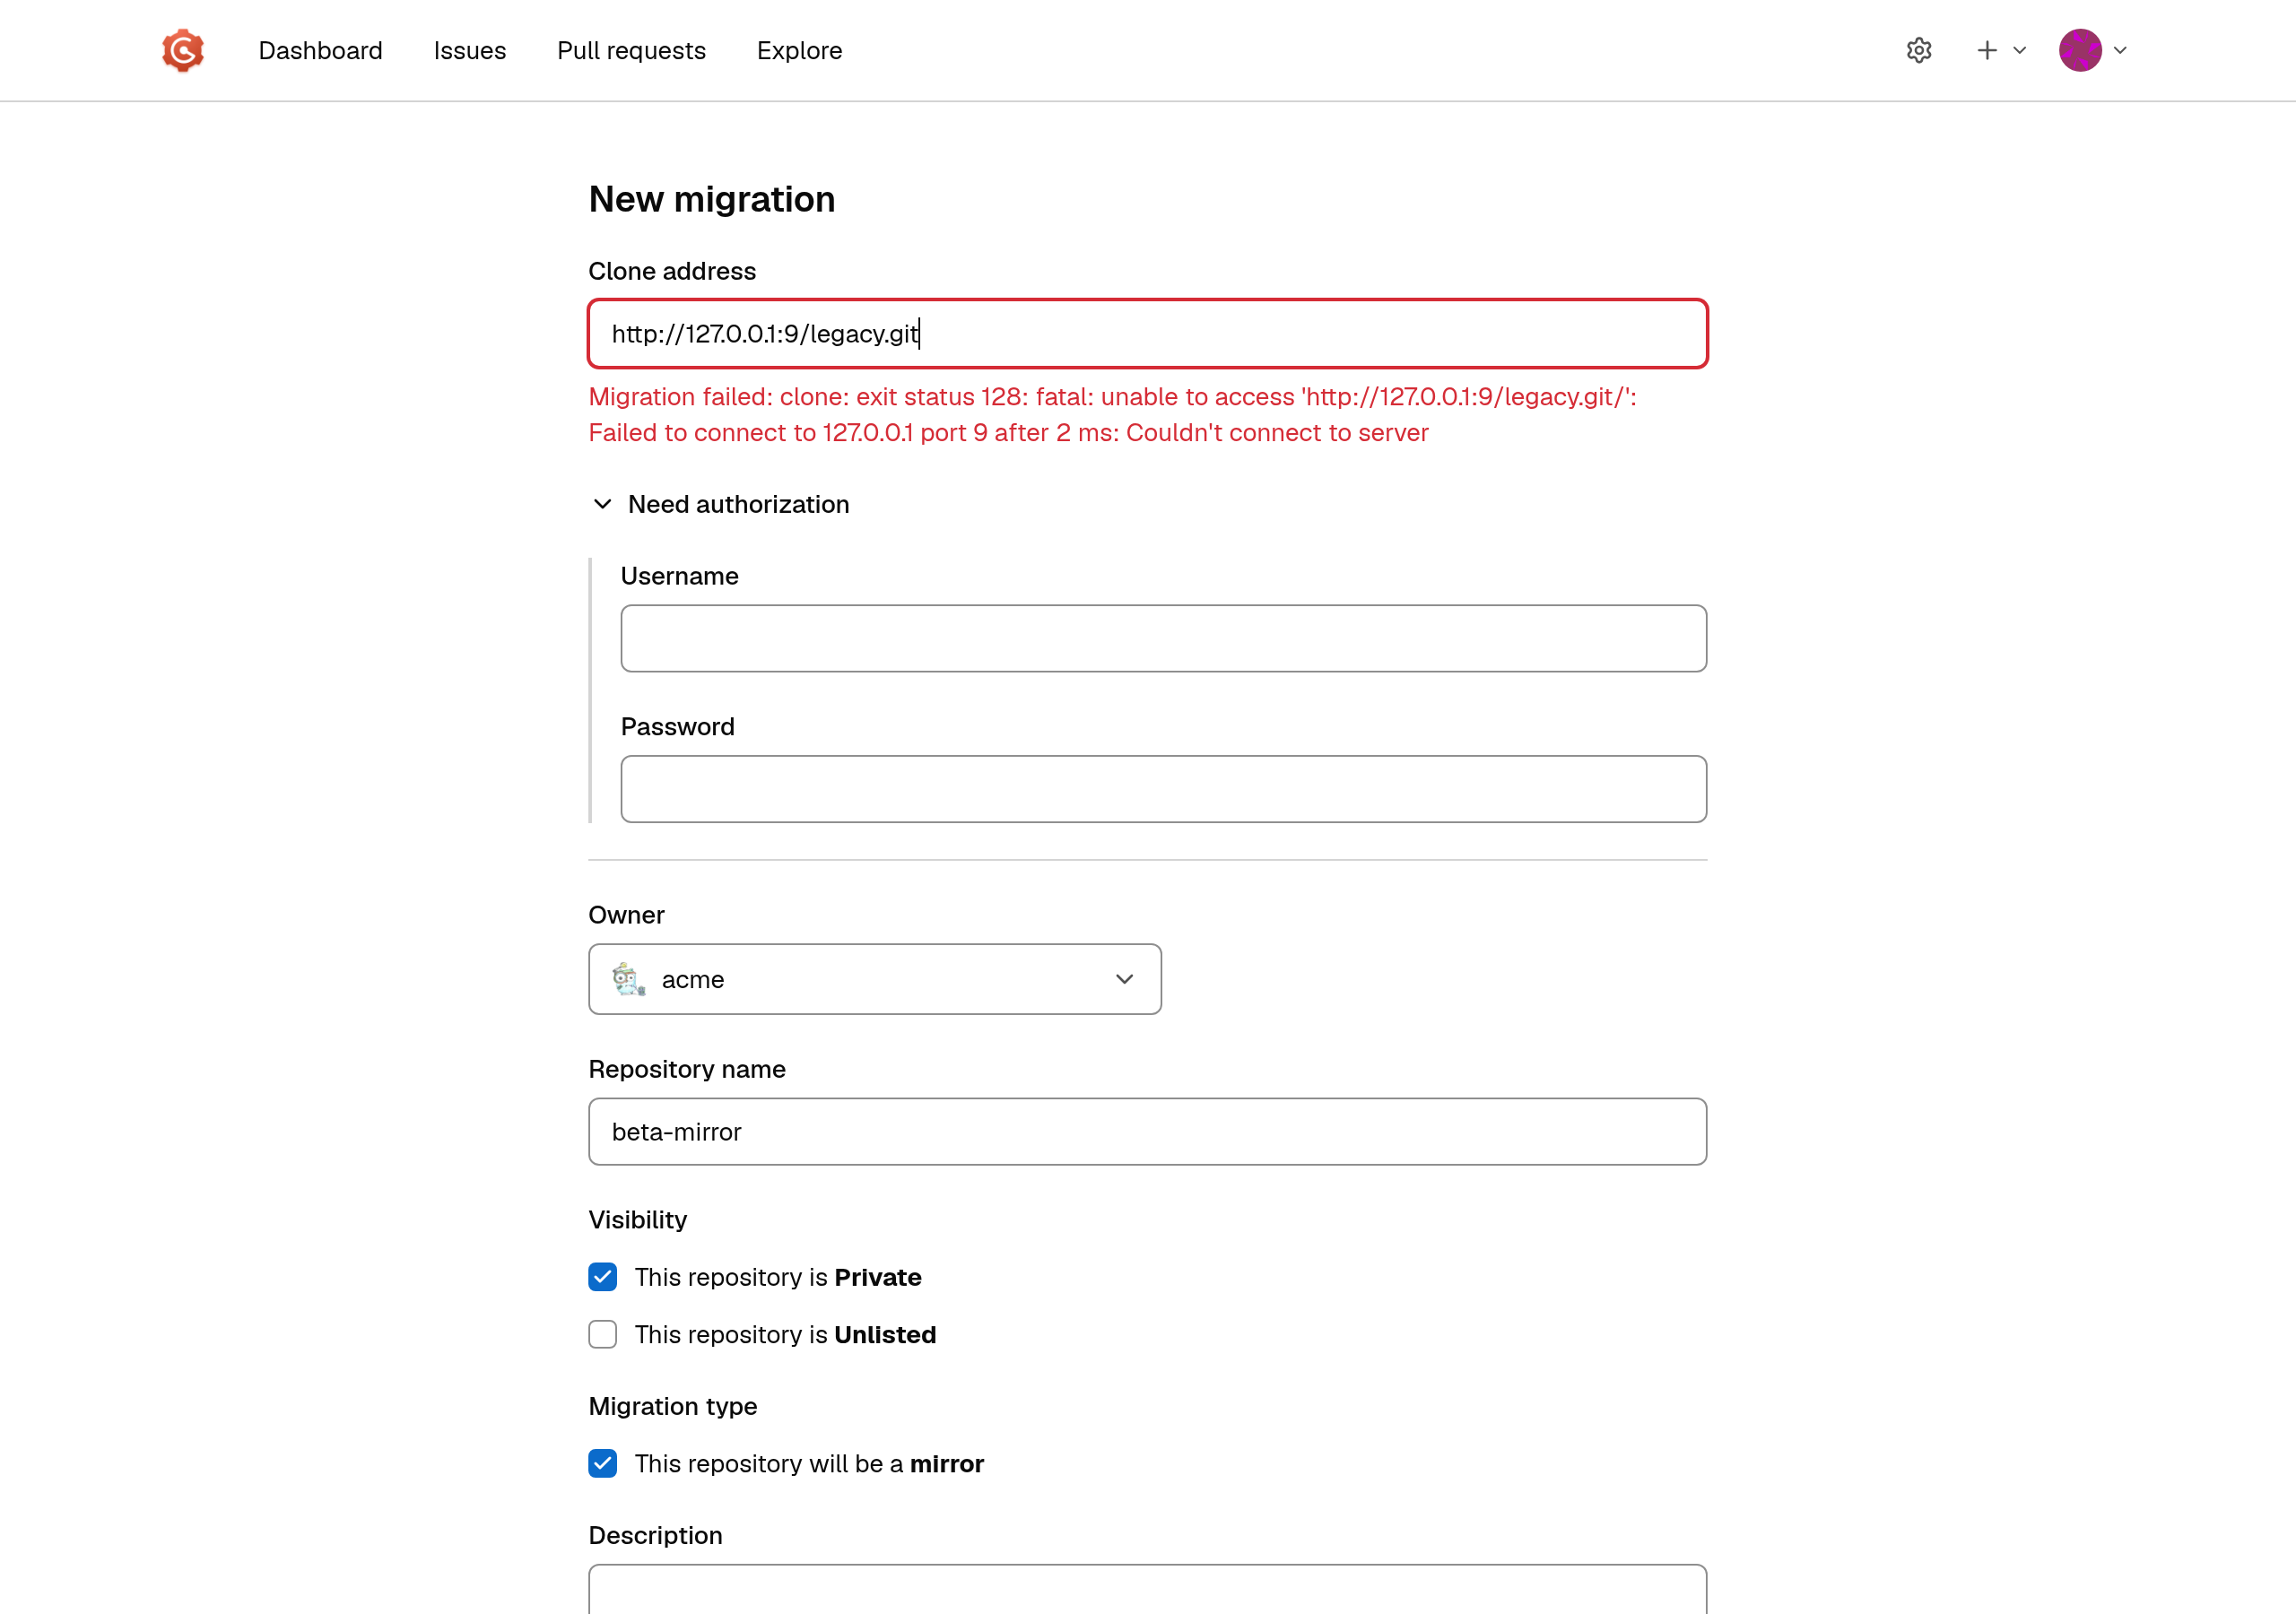 Dashboard Issues Pull requests Explore
New migration
Clone address
http://127.0.0.1:9/legacy.git
Migration failed: clone: exit status 128: fatal: unable to access 'http://127.0.0.1:9/legacy.git/':
Failed to connect to 127.0.0.1 port 9 after 2 ms: Couldn't connect to server
Need authorization
Username
Password
Owner
acme
Repository name
beta-mirror
Visibility
This repository is Private
This repository is Unlisted
Migration type
This repository will be a mirror
Description